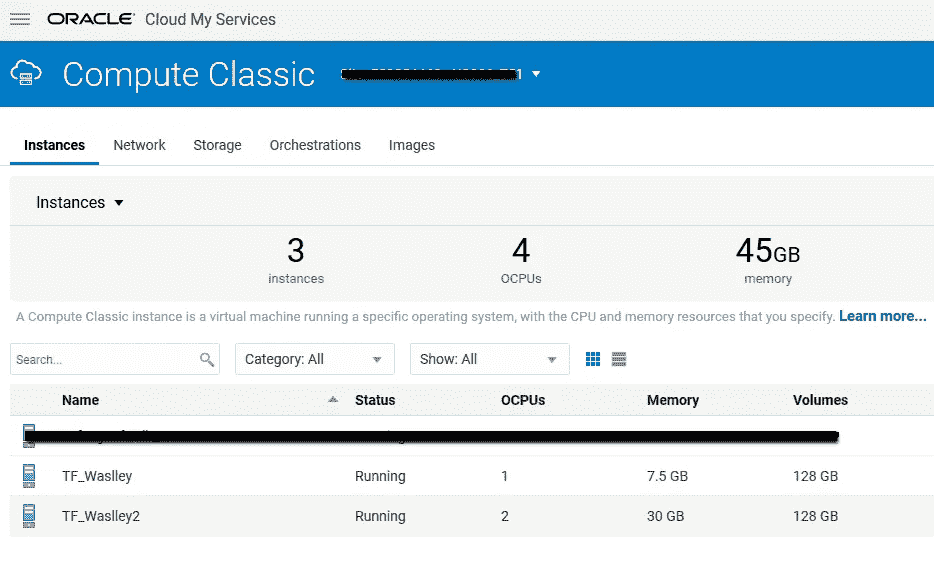 ORACLE® Cloud My Services
Compute Classic
Instances Network Storage Orchestrations Images
Instances
3 4 45GB
instances OCPUs memory
A Compute Classic instance is a virtual machine running a specific operating system, with the CPU and memory resources that you specify. Learn more...
Search... Category: All Show: All
Name Status OCPUs Memory Volumes
TF_Waslley Running 1 7.5 GB 128 GB
TF_Waslley2 Running 2 30 GB 128 GB